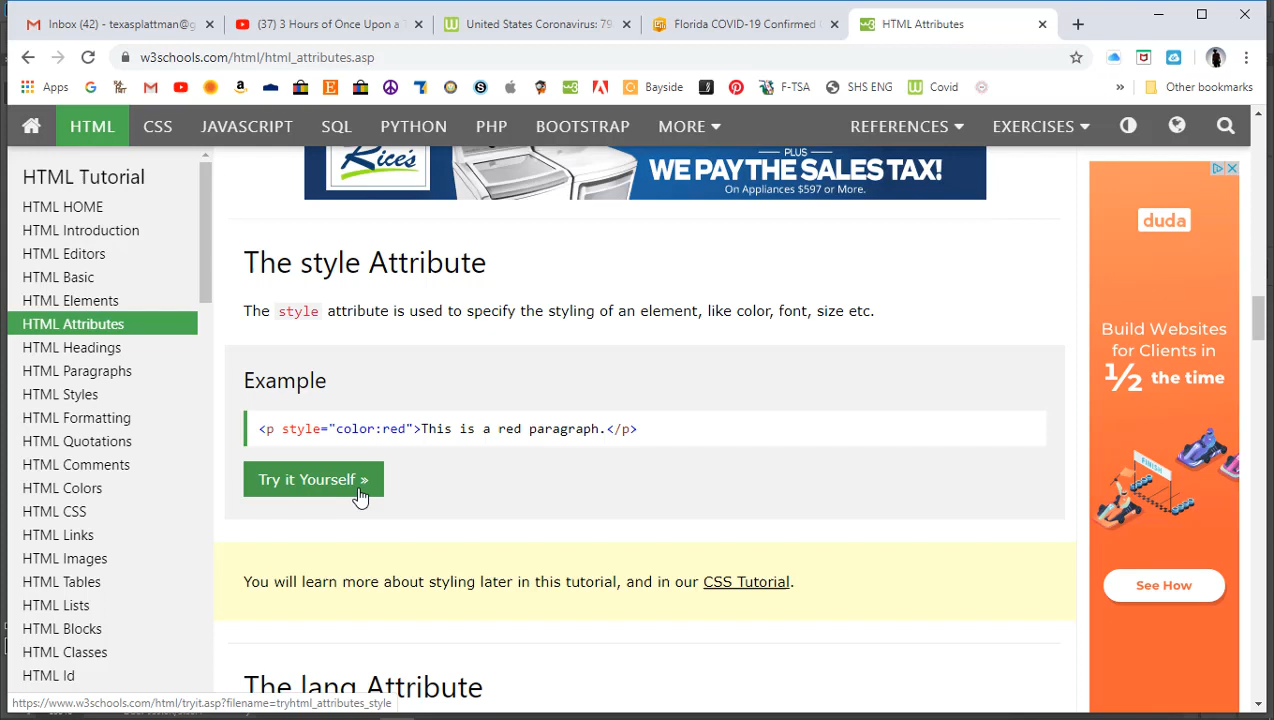 Inbox (42) - texasplattman@g
(37) 3 Hours of Once Upon a
United States Coronavirus: 79
Florida COVID-19 Confirmed
HTML Attributes
w3schools.com/html/html_attributes.asp
Apps
Bayside
F-TSA
SHS ENG
Covid
»
Other bookmarks
HTML
CSS
JAVASCRIPT
SQL
PYTHON
PHP
BOOTSTRAP
MORE
REFERENCES
EXERCISES
HTML Tutorial
HTML HOME
HTML Introduction
HTML Editors
HTML Basic
HTML Elements
HTML Attributes
HTML Headings
HTML Paragraphs
HTML Styles
HTML Formatting
HTML Quotations
HTML Comments
HTML Colors
HTML CSS
HTML Links
HTML Images
HTML Tables
HTML Lists
HTML Blocks
HTML Classes
HTML Id
Rice's
PLUS
WE PAY THE SALES TAX!
On Appliances $597 or More.
The style Attribute
The style attribute is used to specify the styling of an element, like color, font, size etc.
Example
<p style="color:red">This is a red paragraph.</p>
Try it Yourself »
You will learn more about styling later in this tutorial, and in our CSS Tutorial.
The lang Attribute
duda
Build Websites
for Clients in
½ the time
FINISH
See How
https://www.w3schools.com/html/tryit.asp?filename=tryhtml_attributes_style